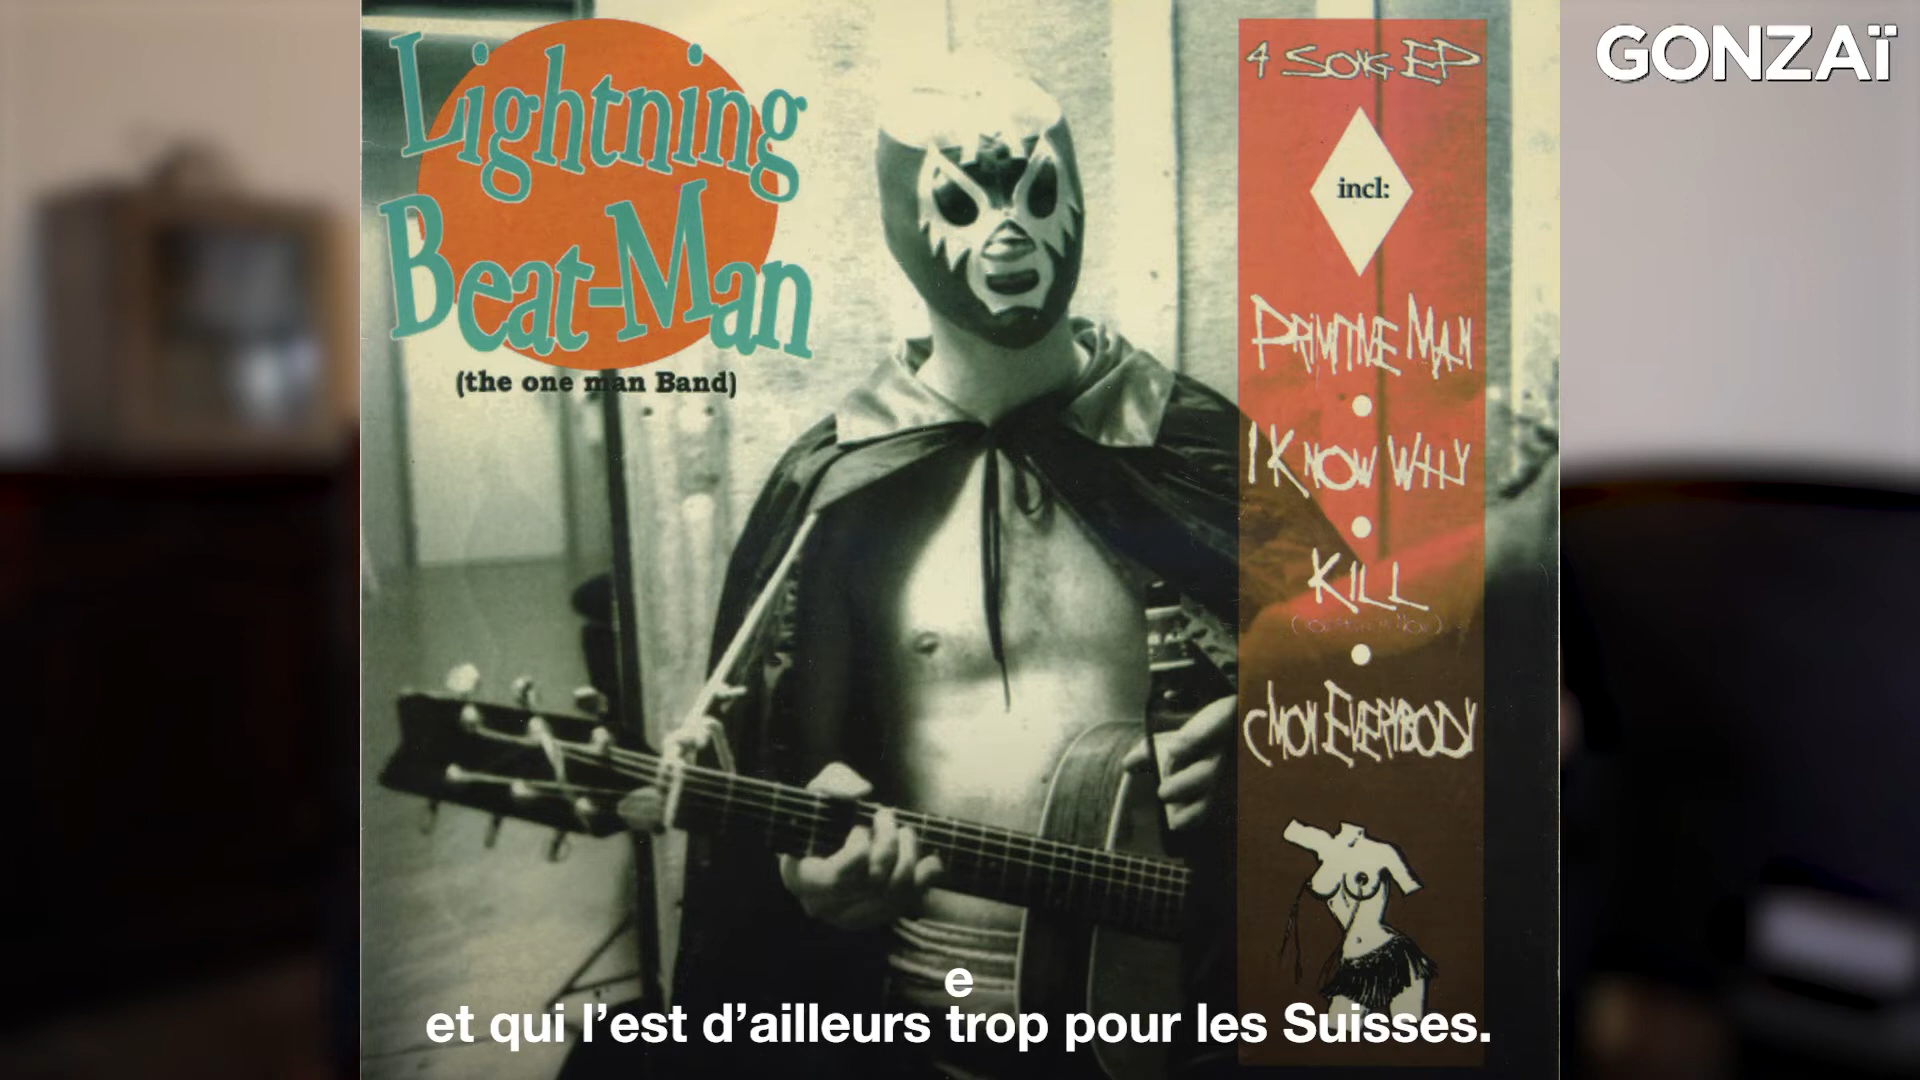 GONZAÏ
Lightning
Beat-Man
(the one man Band)
4 SONG EP
incl:
PRIMITIVE MAN
I KNOW WHY
KILL
C'MON EVERYBODY
e
et qui l’est d’ailleurs trop pour les Suisses.